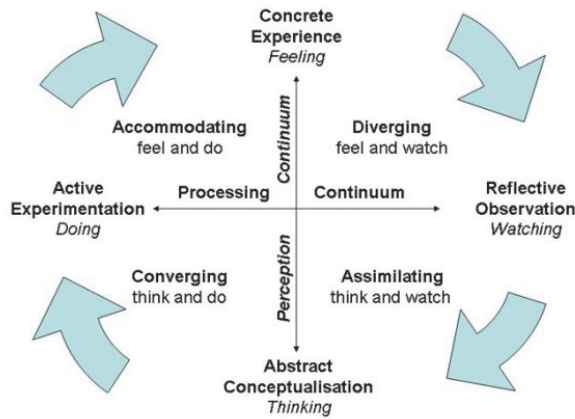 Concrete
Experience
Feeling
Accommodating
feel and do
Continuum
Diverging
feel and watch
Active
Experimentation
Doing
Processing
Continuum
Reflective
Observation
Watching
Converging
think and do
Perception
Assimilating
think and watch
Abstract
Conceptualisation
Thinking